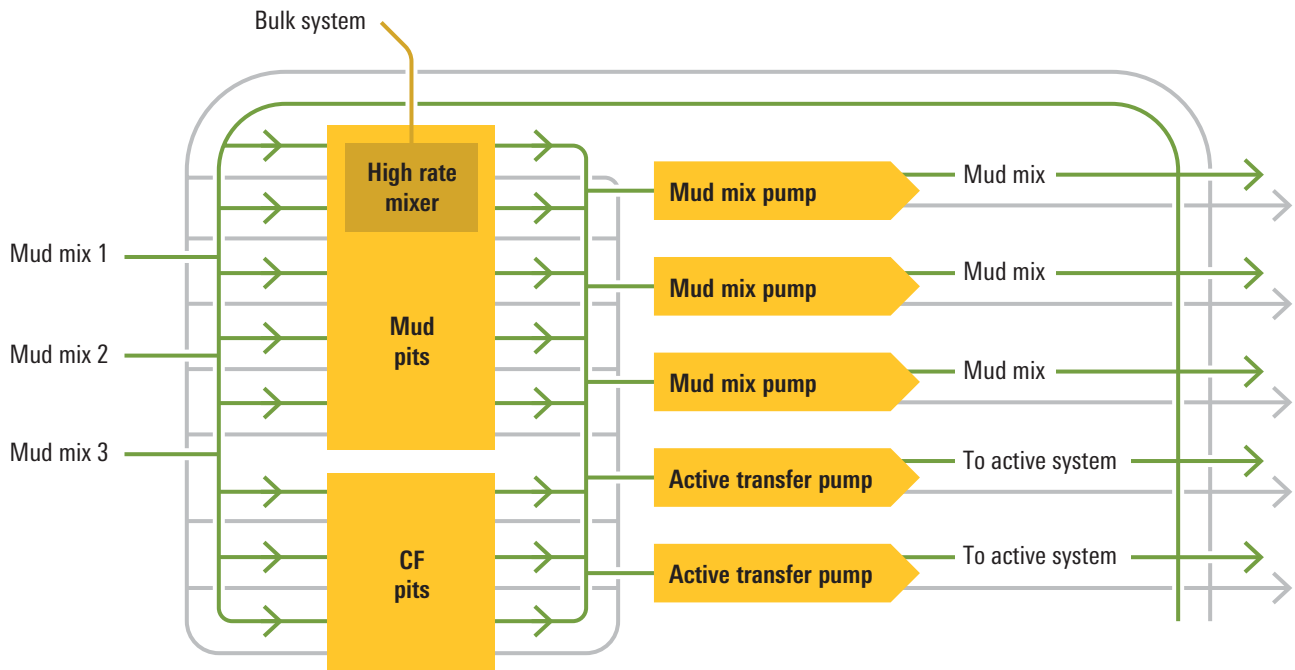 Bulk system
High rate
mixer
Mud mix 1
Mud mix 2
Mud mix 3
Mud
pits
CF
pits
Mud mix pump
Mud mix
Mud mix pump
Mud mix
Mud mix pump
Mud mix
Active transfer pump
To active system
Active transfer pump
To active system